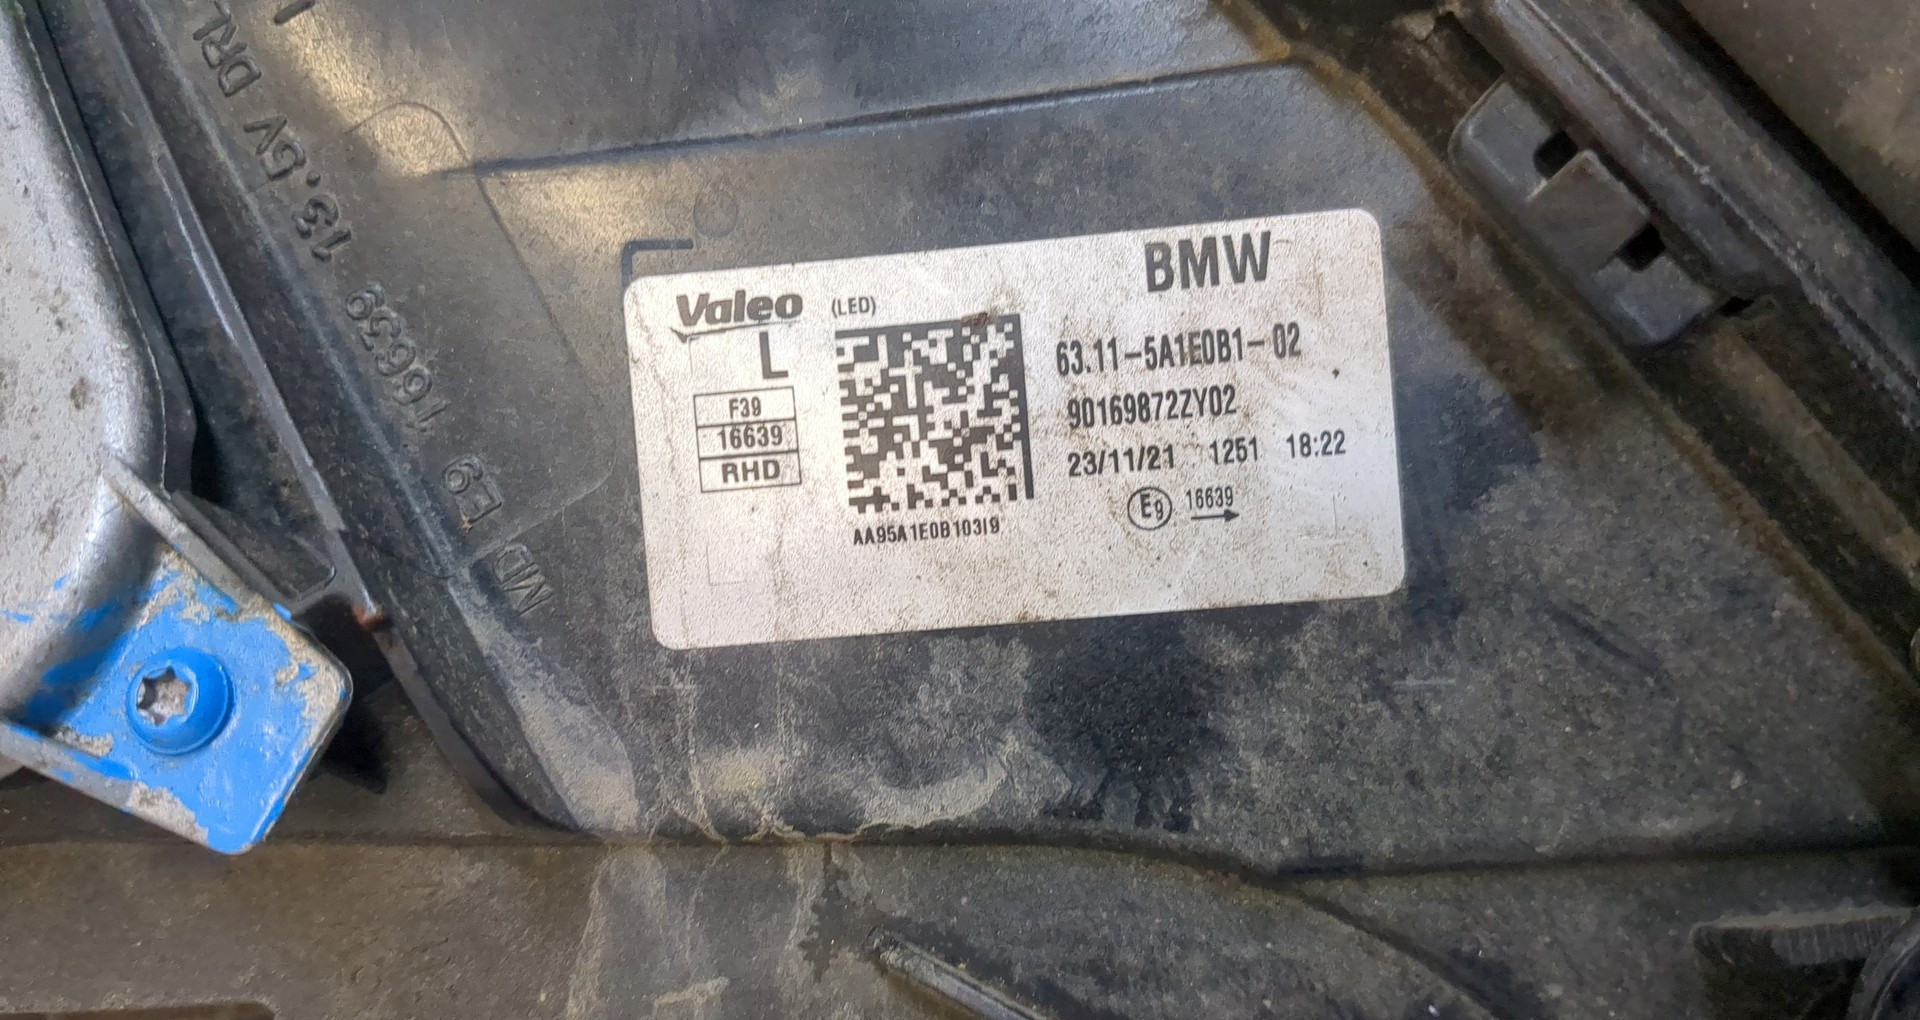 BMW
Valeo (LED)
L
F39
16639
RHD
AA95A1E0B103I9
63.11-5A1E0B1-02
90169872ZY02
23/11/21 1251 18:22
E9 16639
13.5V DRL
16639
MD E9